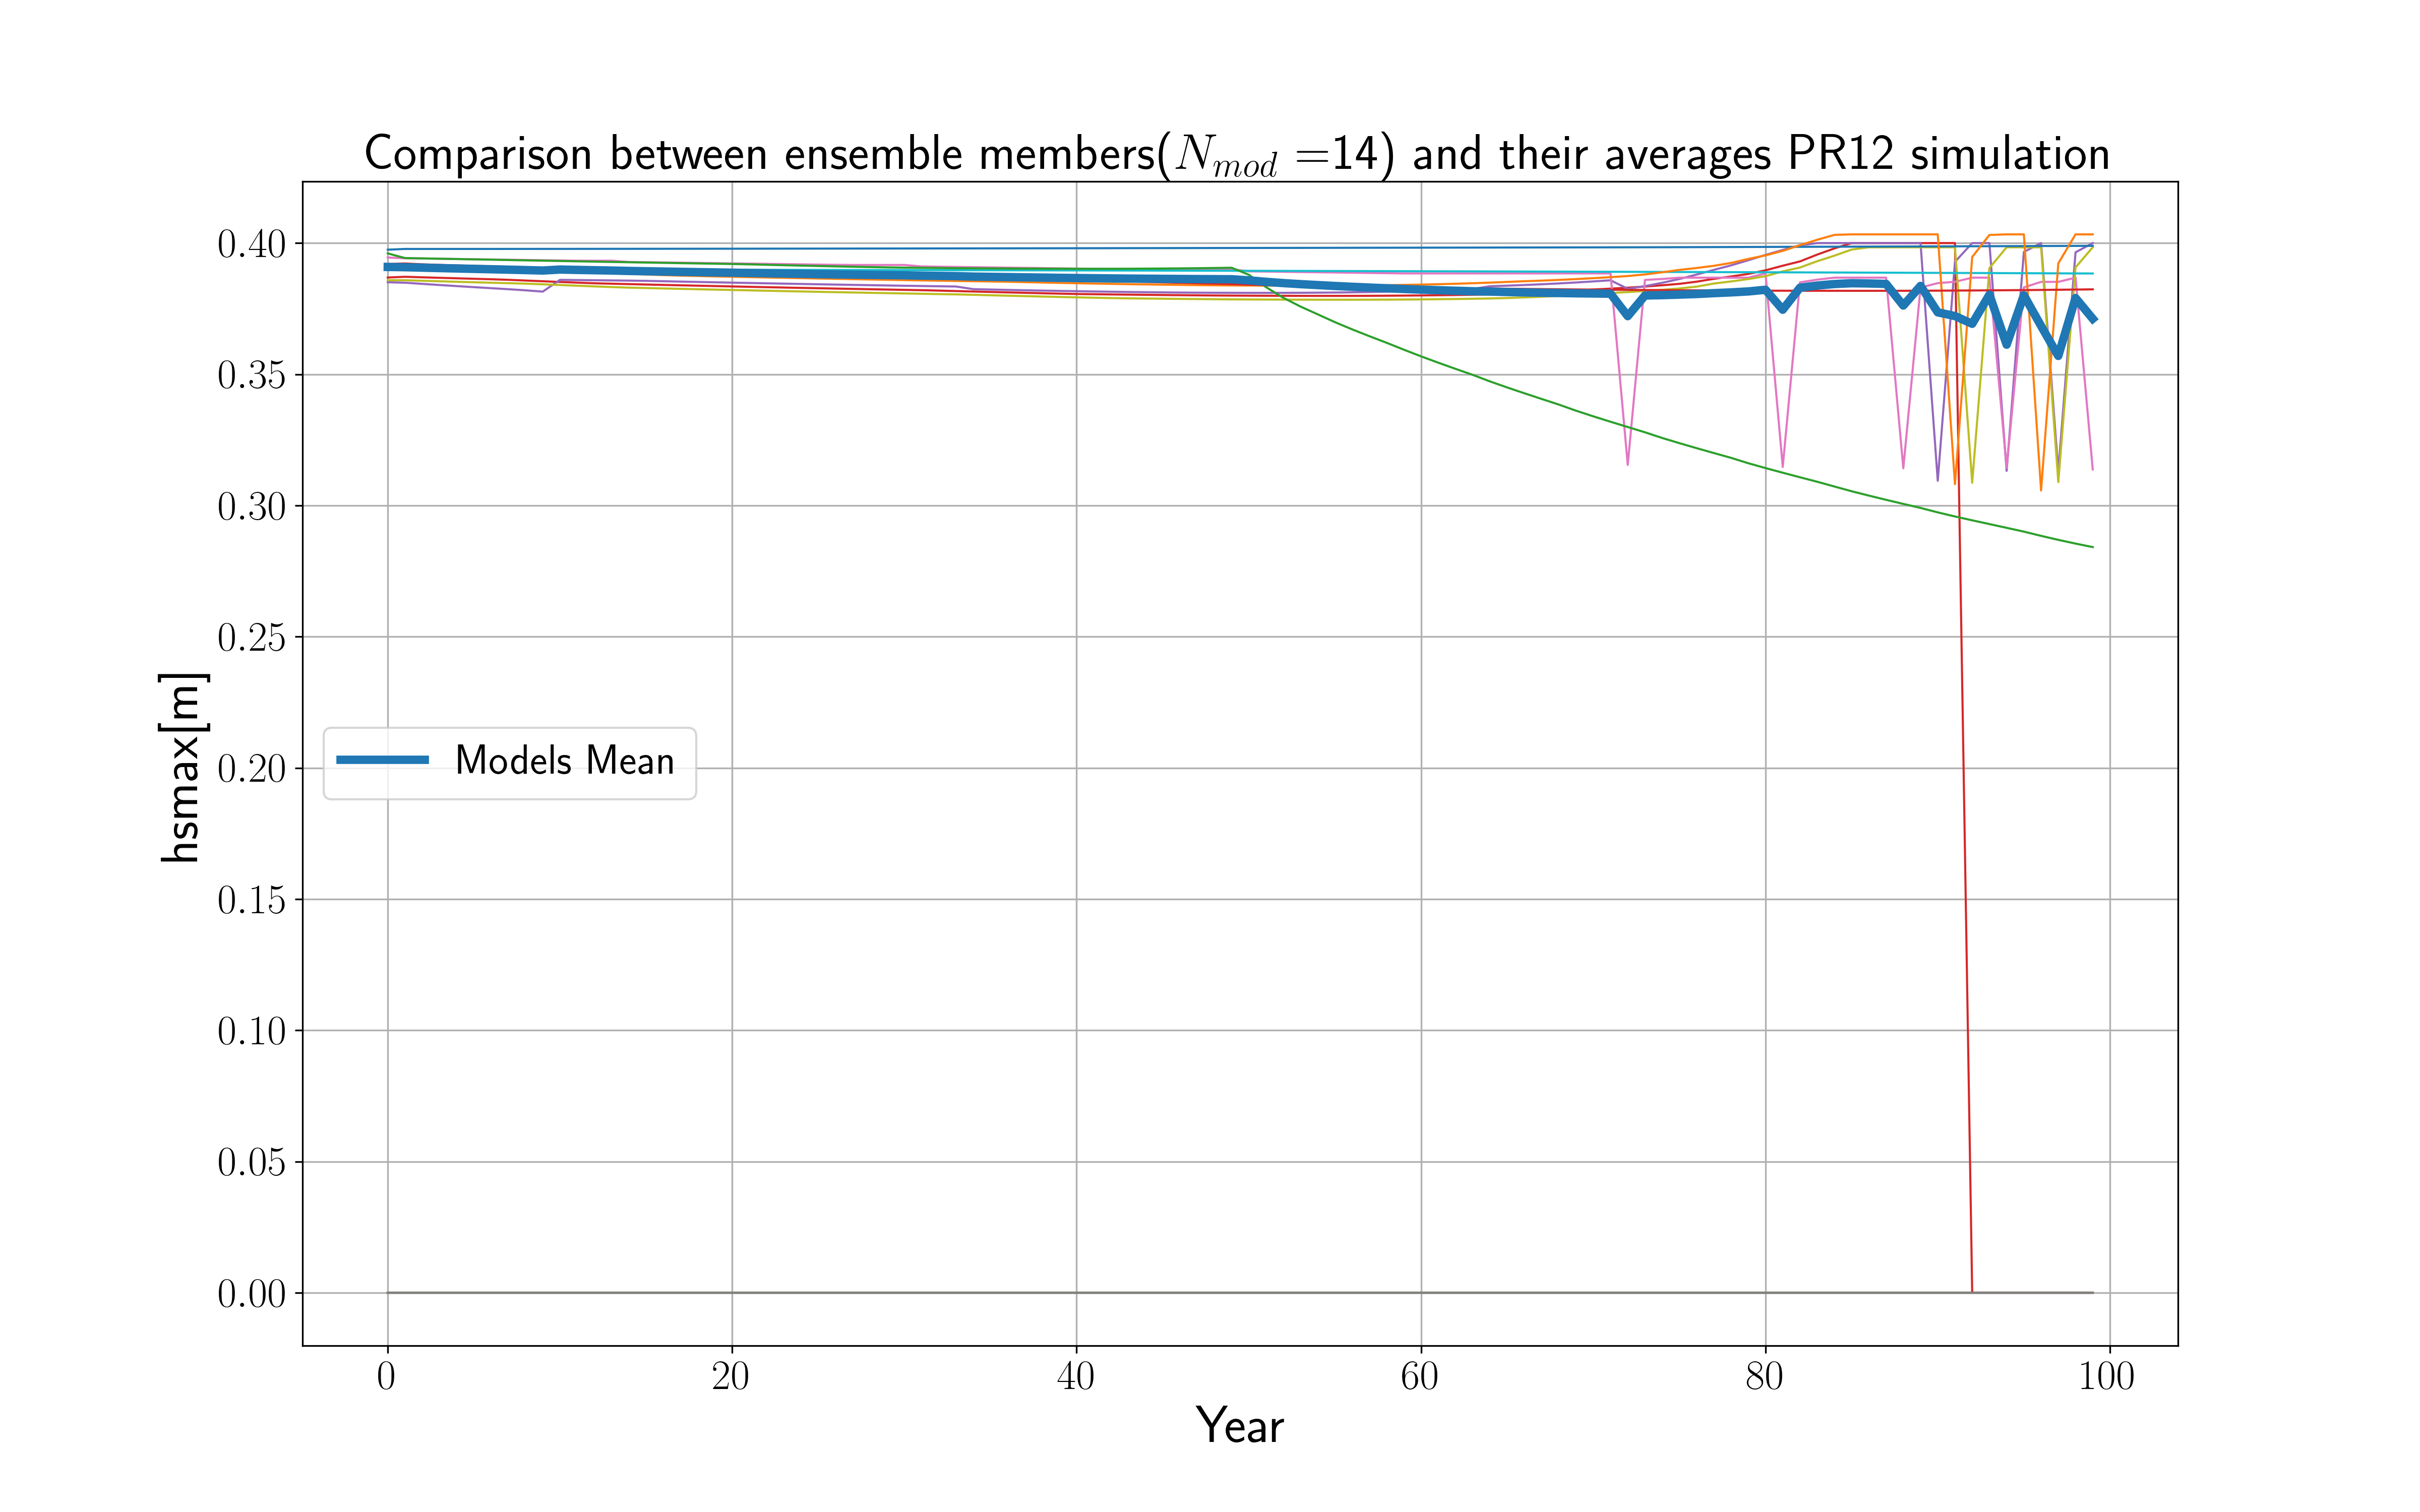 Comparison between ensemble members(N_mod =14) and their averages PR12 simulation
0.40
0.35
0.30
0.25
0.20
0.15
0.10
0.05
0.00
hsmax[m]
Models Mean
0 20 40 60 80 100
Year